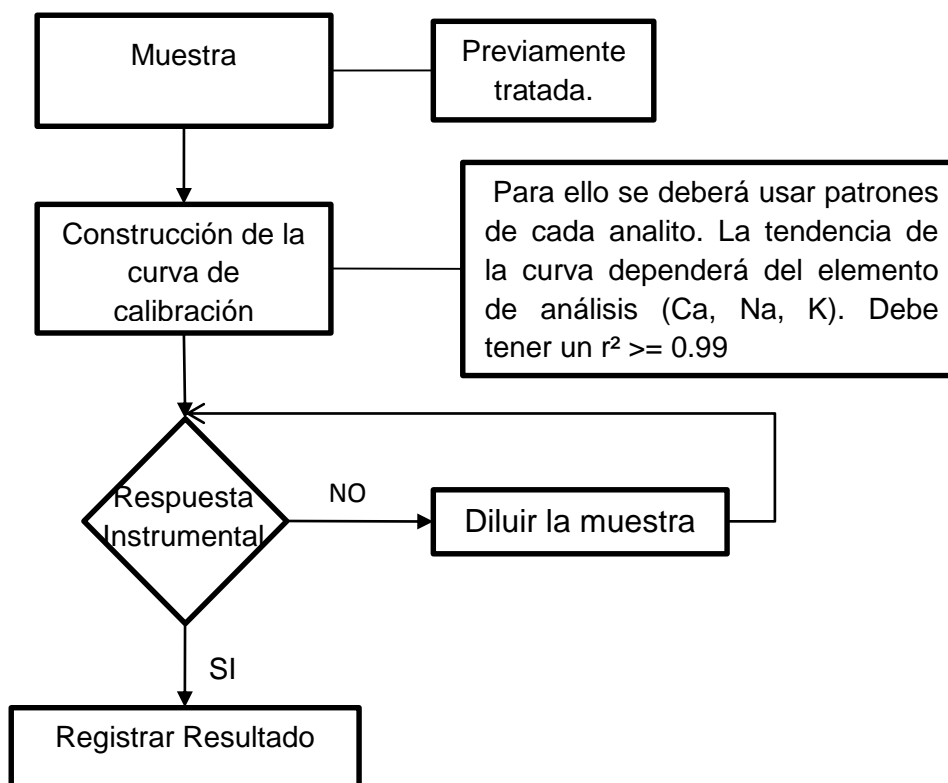 Muestra
Previamente
tratada.
Construcción de la
curva de
calibración
Para ello se deberá usar patrones
de cada analito. La tendencia de
la curva dependerá del elemento
de análisis (Ca, Na, K). Debe
tener un r² >= 0.99
Respuesta
Instrumental
NO
Diluir la muestra
SI
Registrar Resultado